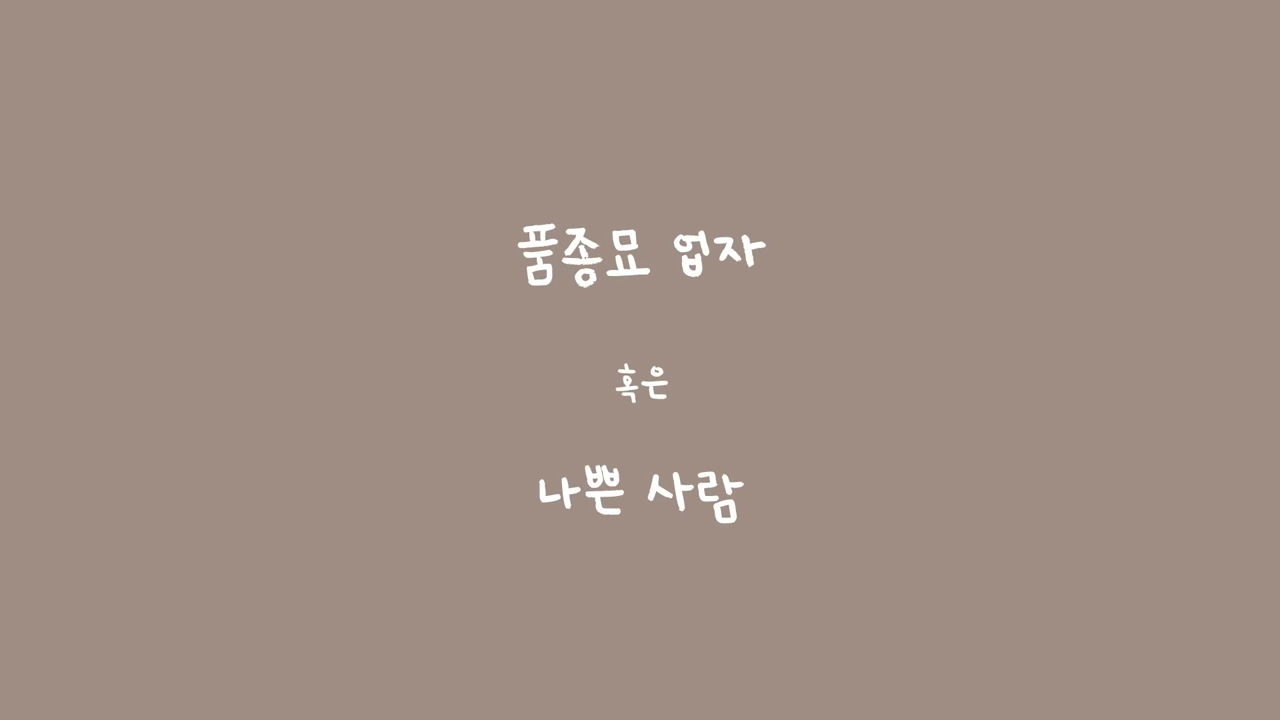 품종묘 업자
혹은
나쁜 사람